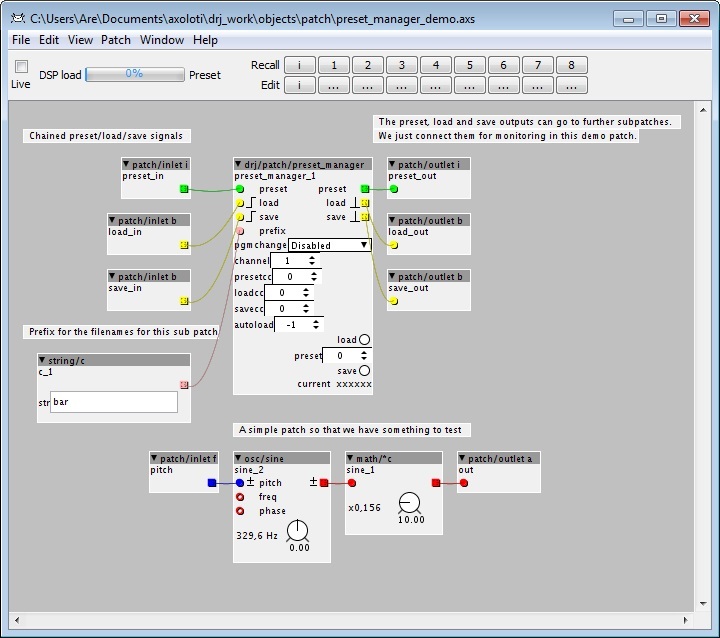 C:\Users\Are\Documents\axoloti\drj_work\objects\patch\preset_manager_demo.axs
File Edit View Patch Window Help
Live
DSP load 0% Preset
Recall i 1 2 3 4 5 6 7 8
Edit i ... ... ... ... ... ... ... ...
The preset, load and save outputs can go to further subpatches.
We just connect them for monitoring in this demo patch.
Chained preset/load/save signals
patch/inlet i
preset_in
patch/inlet b
load_in
patch/inlet b
save_in
drj/patch/preset_manager
preset_manager_1
preset preset
load load
save save
prefix
pgmchange Disabled
channel 1
presetcc 0
loadcc 0
savecc 0
autoload -1
load
preset 0
save
current xxxxxx
patch/outlet i
preset_out
patch/outlet b
load_out
patch/outlet b
save_out
Prefix for the filenames for this sub patch
string/c
c_1
str bar
A simple patch so that we have something to test
patch/inlet f
pitch
osc/sine
sine_2
± pitch ±
freq
phase
329,6 Hz
0.00
math/*c
sine_1
x0,156
10.00
patch/outlet a
out